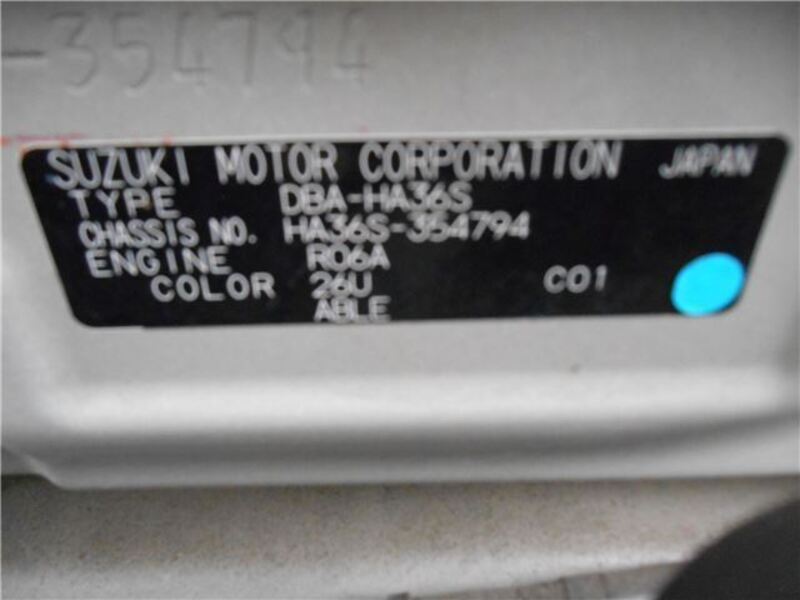 -354794
SUZUKI MOTOR CORPORATION JAPAN
TYPE DBA-HA36S
CHASSIS NO. HA36S-354794
ENGINE R06A
COLOR 26U C01
ABLE